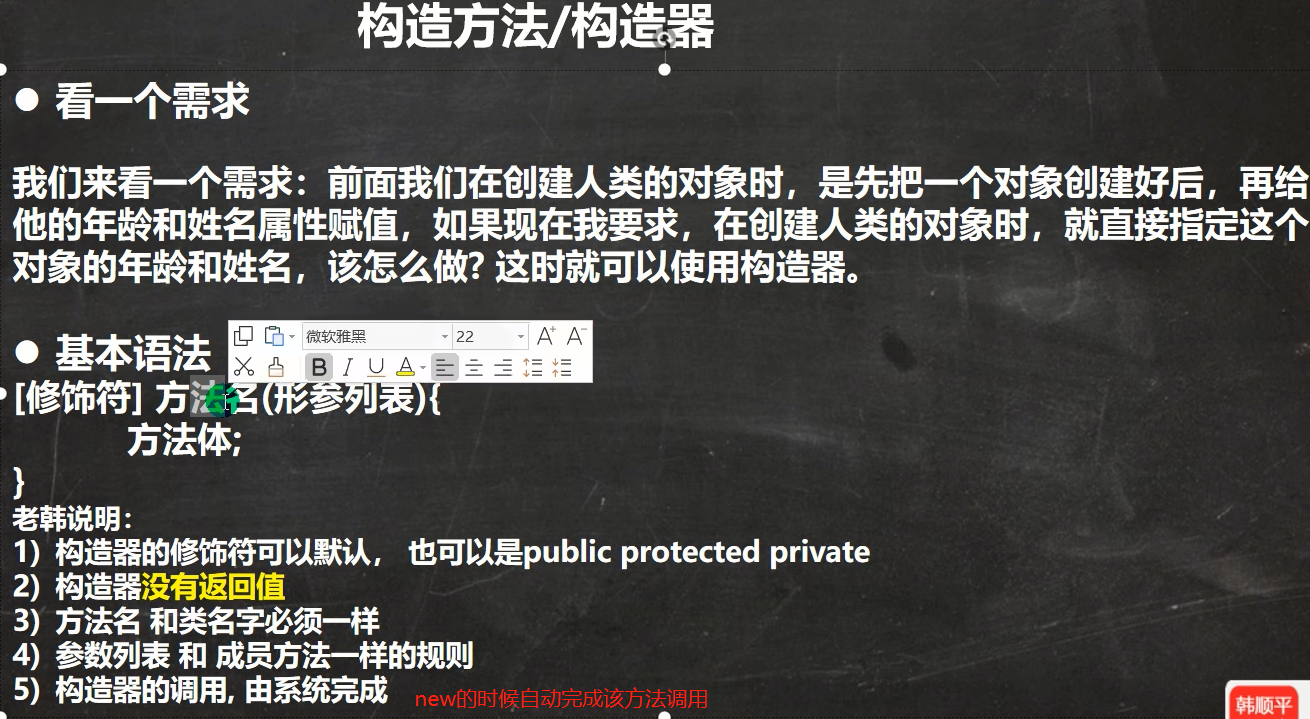 构造方法/构造器
● 看一个需求
我们来看一个需求：前面我们在创建人类的对象时，是先把一个对象创建好后，再给
他的年龄和姓名属性赋值，如果现在我要求，在创建人类的对象时，就直接指定这个
对象的年龄和姓名，该怎么做? 这时就可以使用构造器。
微软雅黑 22 A+ A-
● 基本语法
B I U A
[修饰符] 方法名(形参列表){
方法体;
}
老韩说明：
1) 构造器的修饰符可以默认， 也可以是public protected private
2) 构造器没有返回值
3) 方法名 和类名字必须一样
4) 参数列表 和 成员方法一样的规则
5) 构造器的调用, 由系统完成 new的时候自动完成该方法调用
韩顺平